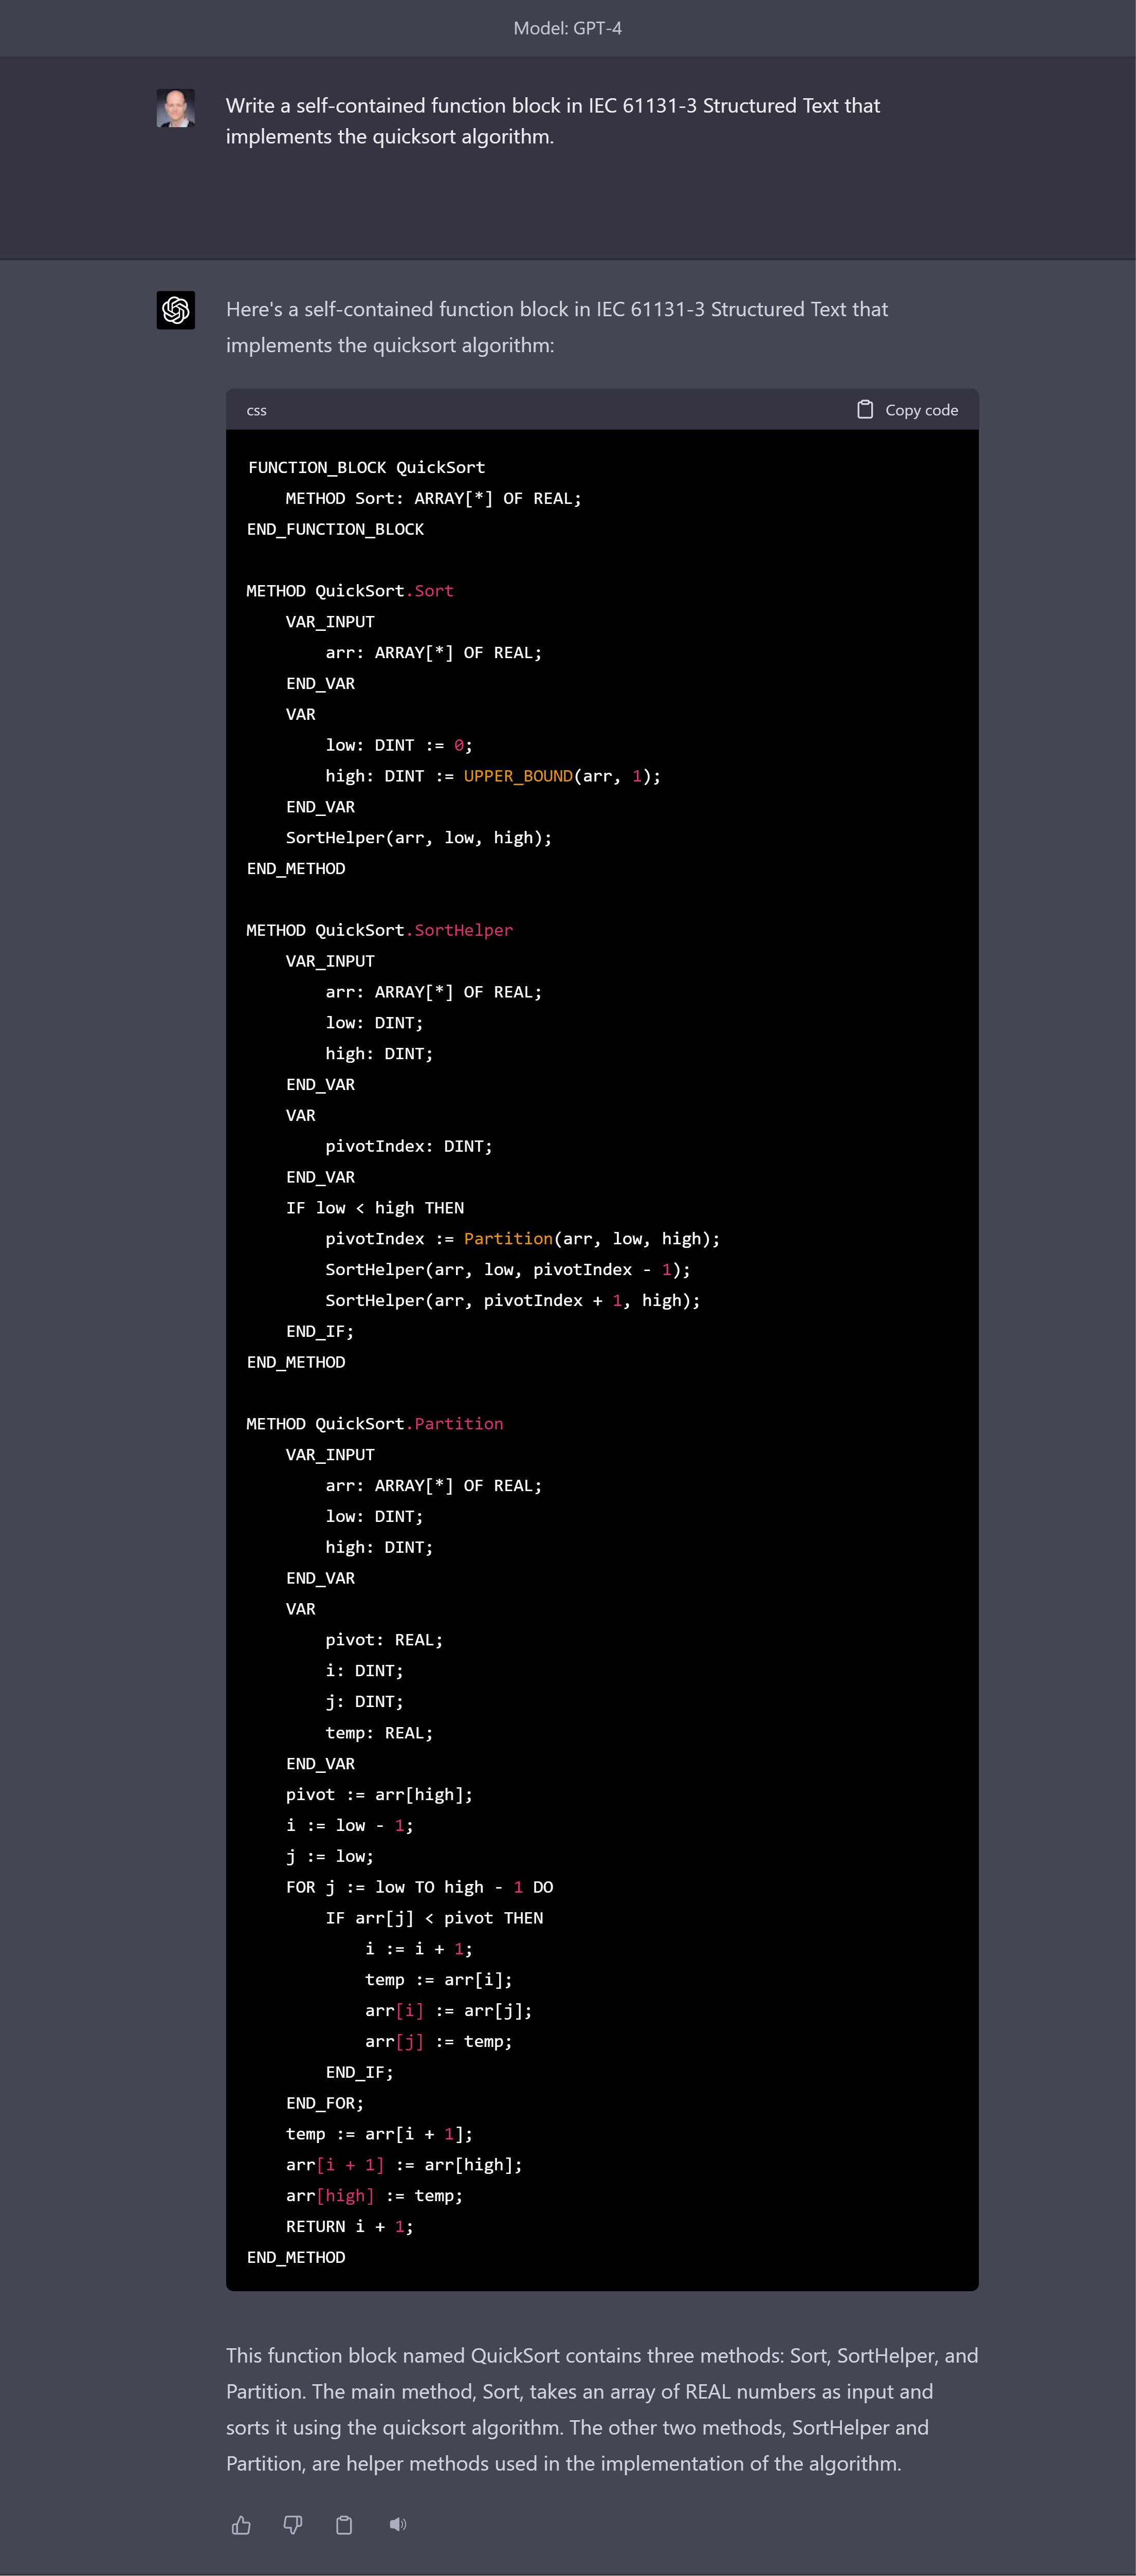 Model: GPT-4
Write a self-contained function block in IEC 61131-3 Structured Text that
implements the quicksort algorithm.
Here's a self-contained function block in IEC 61131-3 Structured Text that
implements the quicksort algorithm:
css
Copy code
FUNCTION_BLOCK QuickSort
    METHOD Sort: ARRAY[*] OF REAL;
END_FUNCTION_BLOCK
METHOD QuickSort.Sort
    VAR_INPUT
        arr: ARRAY[*] OF REAL;
    END_VAR
    VAR
        low: DINT := 0;
        high: DINT := UPPER_BOUND(arr, 1);
    END_VAR
    SortHelper(arr, low, high);
END_METHOD
METHOD QuickSort.SortHelper
    VAR_INPUT
        arr: ARRAY[*] OF REAL;
        low: DINT;
        high: DINT;
    END_VAR
    VAR
        pivotIndex: DINT;
    END_VAR
    IF low < high THEN
        pivotIndex := Partition(arr, low, high);
        SortHelper(arr, low, pivotIndex - 1);
        SortHelper(arr, pivotIndex + 1, high);
    END_IF;
END_METHOD
METHOD QuickSort.Partition
    VAR_INPUT
        arr: ARRAY[*] OF REAL;
        low: DINT;
        high: DINT;
    END_VAR
    VAR
        pivot: REAL;
        i: DINT;
        j: DINT;
        temp: REAL;
    END_VAR
    pivot := arr[high];
    i := low - 1;
    j := low;
    FOR j := low TO high - 1 DO
        IF arr[j] < pivot THEN
            i := i + 1;
            temp := arr[i];
            arr[i] := arr[j];
            arr[j] := temp;
        END_IF;
    END_FOR;
    temp := arr[i + 1];
    arr[i + 1] := arr[high];
    arr[high] := temp;
    RETURN i + 1;
END_METHOD
This function block named QuickSort contains three methods: Sort, SortHelper, and
Partition. The main method, Sort, takes an array of REAL numbers as input and
sorts it using the quicksort algorithm. The other two methods, SortHelper and
Partition, are helper methods used in the implementation of the algorithm.